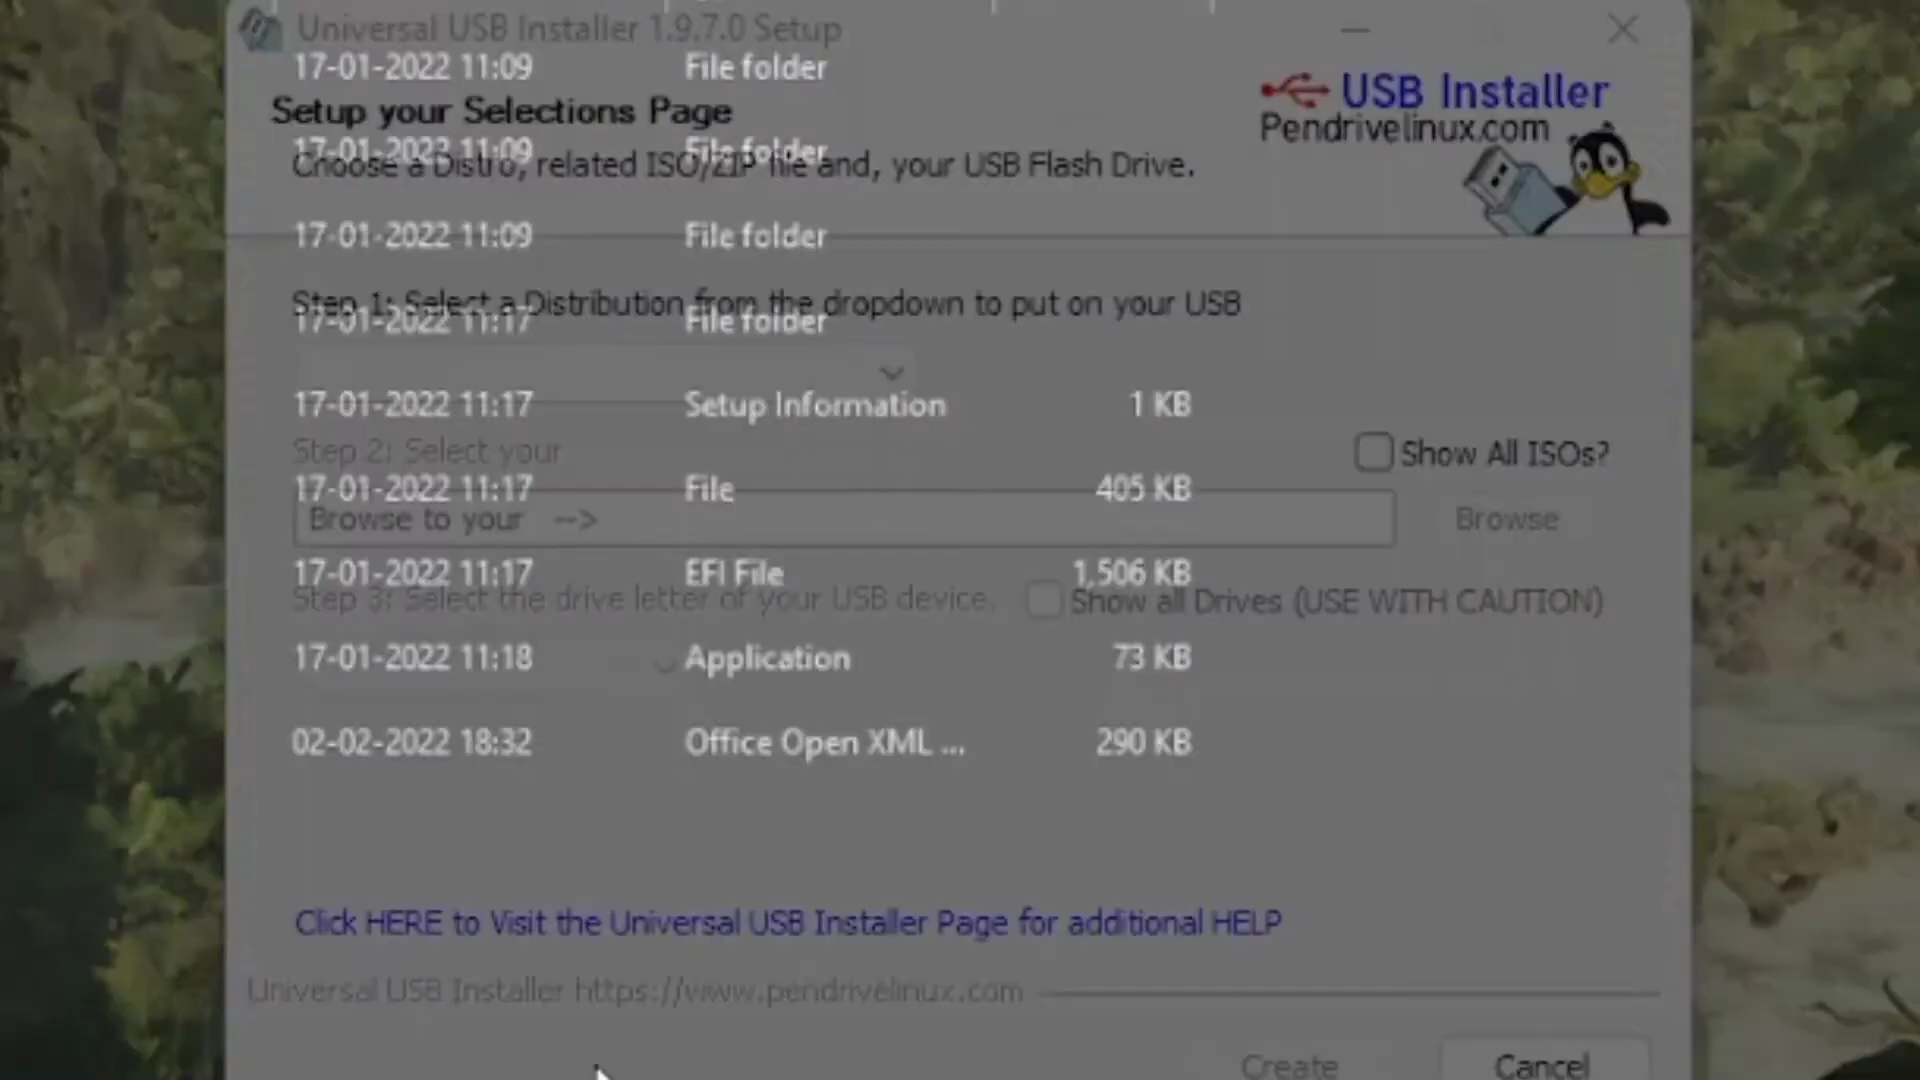 Universal USB Installer 1.9.7.0 Setup
17-01-2022 11:09 File folder
USB Installer
Setup your Selections Page
Pendrivelinux.com
17-01-2022 11:09 File folder
Choose a Distro, related ISO/ZIP file and, your USB Flash Drive.
17-01-2022 11:09 File folder
Step 1: Select a Distribution from the dropdown to put on your USB
17-01-2022 11:17 File folder
17-01-2022 11:17 Setup Information 1 KB
Step 2: Select your
Show All ISOs?
17-01-2022 11:17 File 405 KB
Browse to your -->
Browse
17-01-2022 11:17 EFI File 1,506 KB
Step 3: Select the drive letter of your USB device.
Show all Drives (USE WITH CAUTION)
17-01-2022 11:18 Application 73 KB
02-02-2022 18:32 Office Open XML ... 290 KB
Click HERE to Visit the Universal USB Installer Page for additional HELP
Universal USB Installer https://www.pendrivelinux.com
Create
Cancel